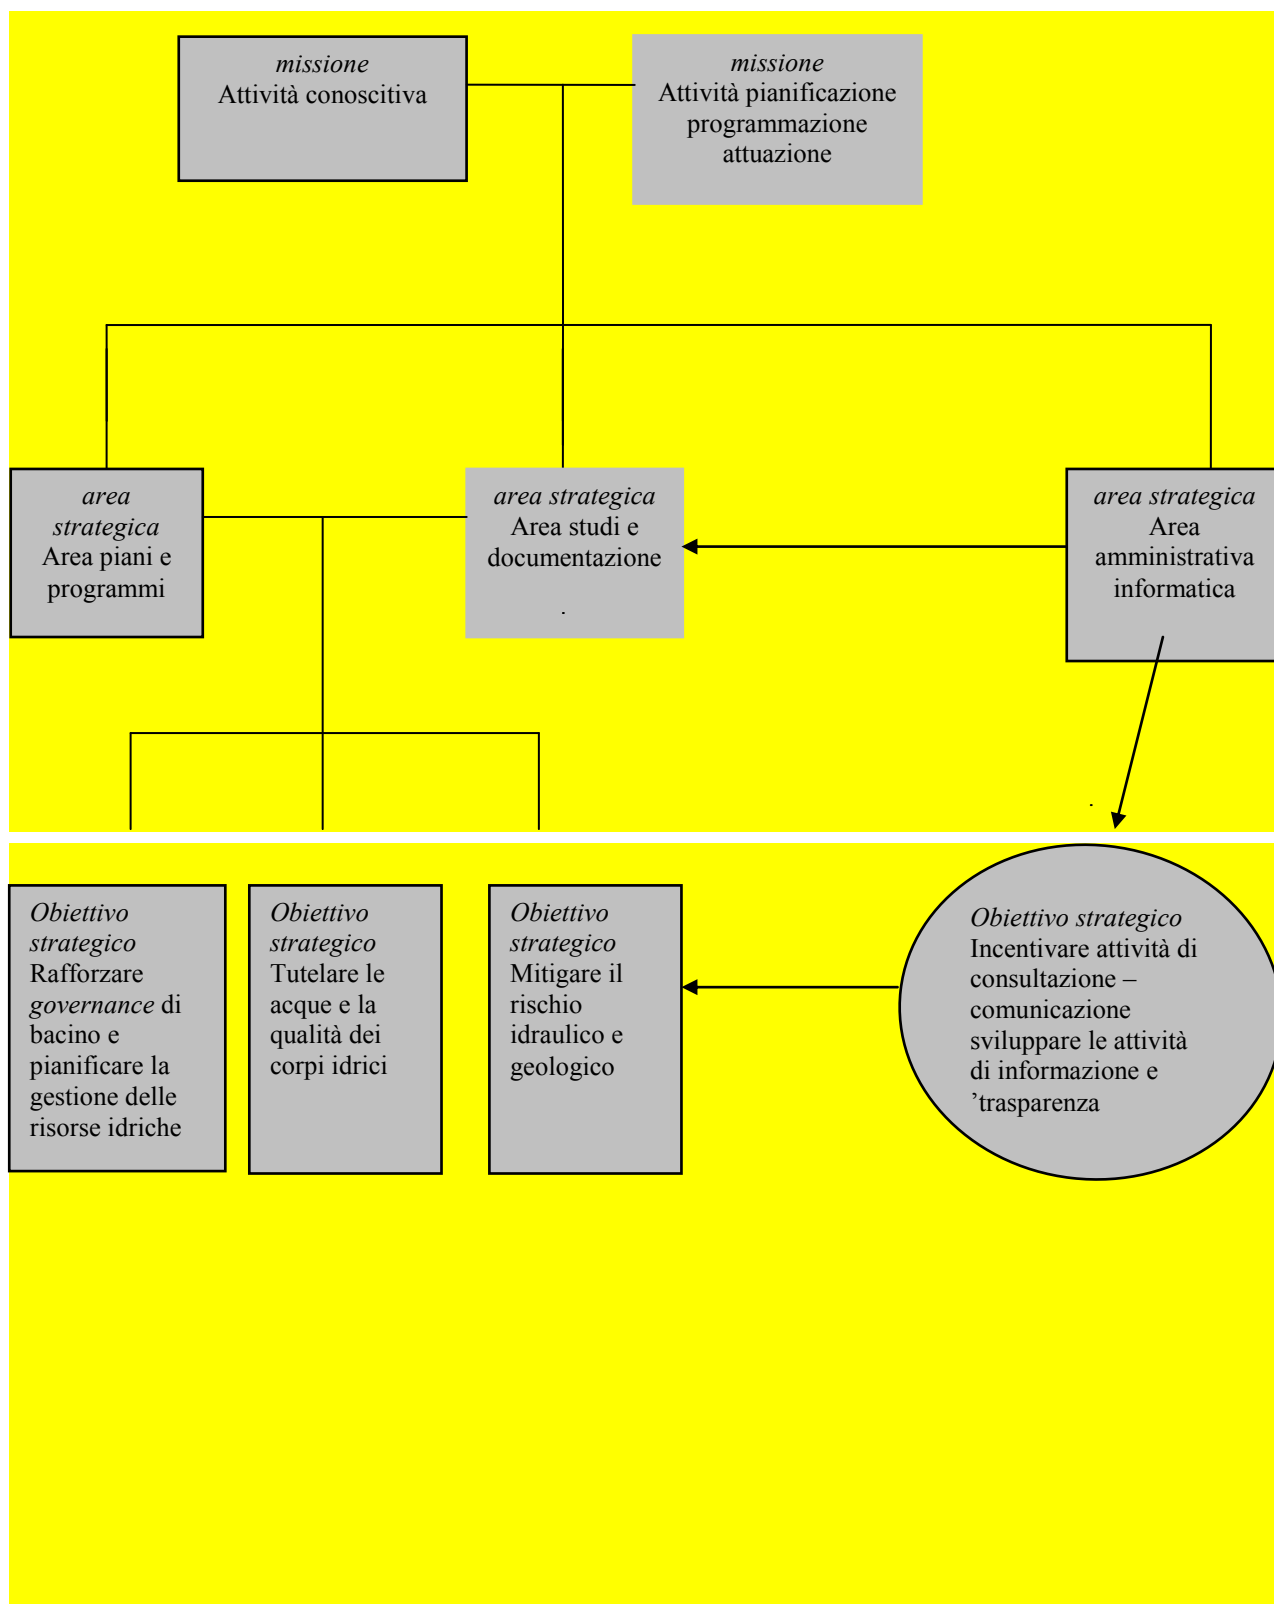 missione
Attività conoscitiva
missione
Attività pianificazione
programmazione
attuazione
area
strategica
Area piani e
programmi
area strategica
Area studi e
documentazione
.
area strategica
Area
amministrativa
informatica
.
Obiettivo
strategico
Rafforzare
governance di
bacino e
pianificare la
gestione delle
risorse idriche
Obiettivo
strategico
Tutelare le
acque e la
qualità dei
corpi idrici
Obiettivo
strategico
Mitigare il
rischio
idraulico e
geologico
Obiettivo strategico
Incentivare attività di
consultazione –
comunicazione
sviluppare le attività
di informazione e
’trasparenza